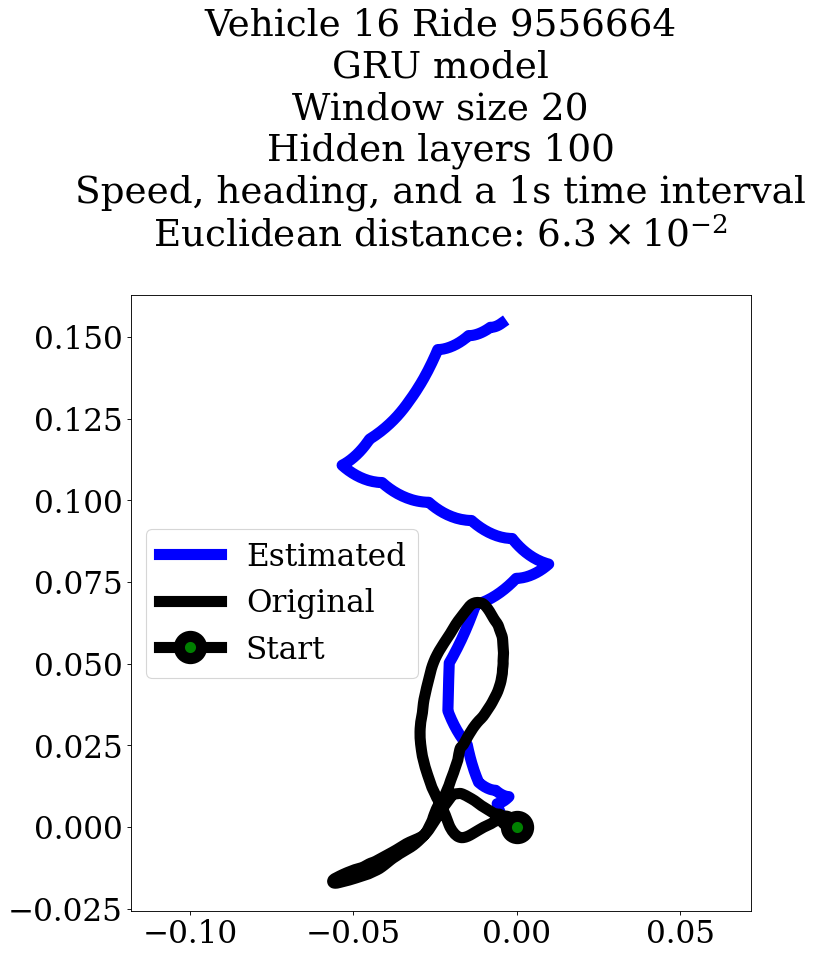 Vehicle 16 Ride 9556664
GRU model
Window size 20
Hidden layers 100
Speed, heading, and a 1s time interval
Euclidean distance: 6.3 × 10⁻²
0.150
0.125
0.100
0.075
0.050
0.025
0.000
−0.025
Estimated
Original
Start
−0.10 −0.05 0.00 0.05